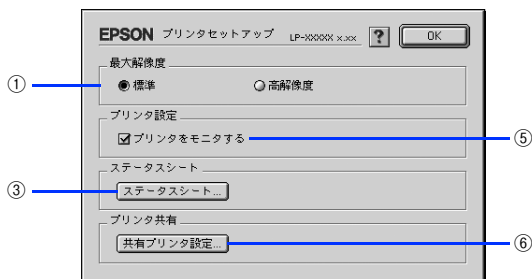 EPSON プリンタセットアップ LP-XXXXX x.xx ? OK
最大解像度
① 標準 高解像度
プリンタ設定
プリンタをモニタする ⑤
ステータスシート
③ ステータスシート...
プリンタ共有
共有プリンタ設定... ⑥